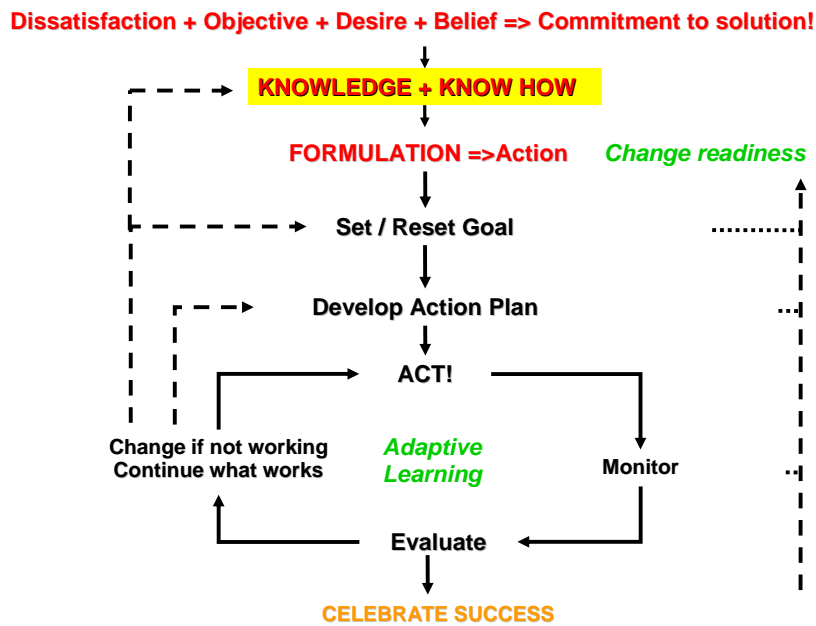 Dissatisfaction + Objective + Desire + Belief => Commitment to solution!
KNOWLEDGE + KNOW HOW
FORMULATION =>Action
Change readiness
Set / Reset Goal
Develop Action Plan
ACT!
Change if not working
Continue what works
Adaptive
Learning
Monitor
Evaluate
CELEBRATE SUCCESS